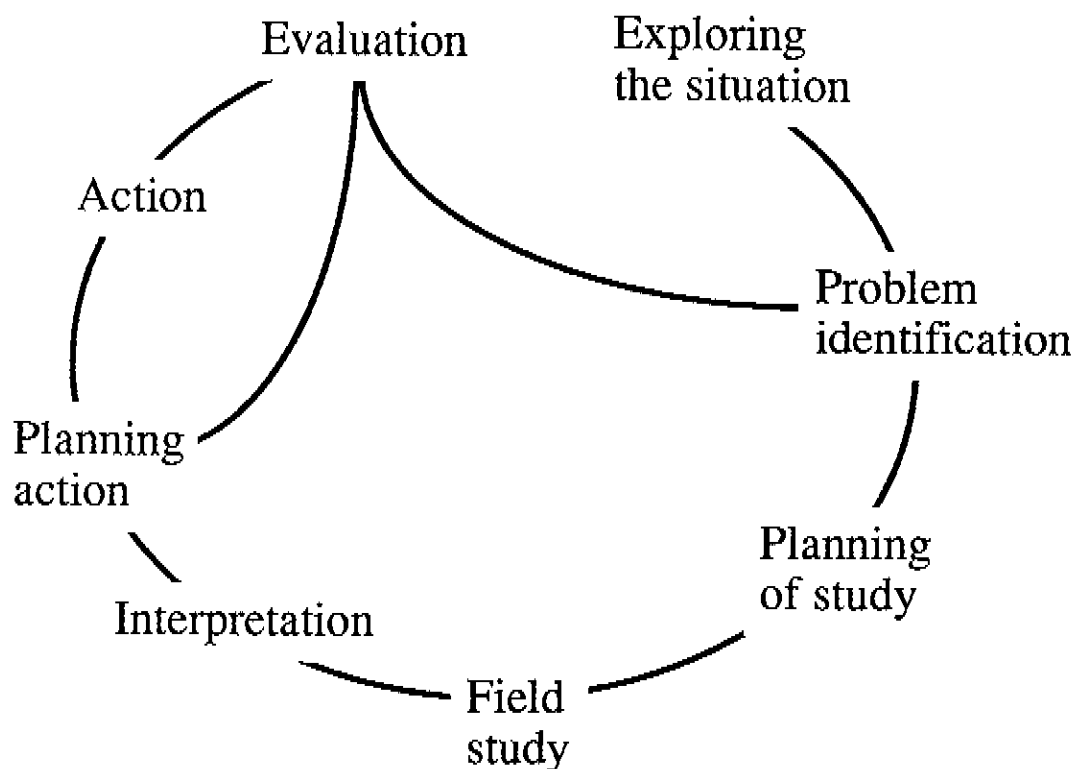 Evaluation
Exploring
the situation
Action
Problem
identification
Planning
action
Planning
of study
Interpretation
Field
study